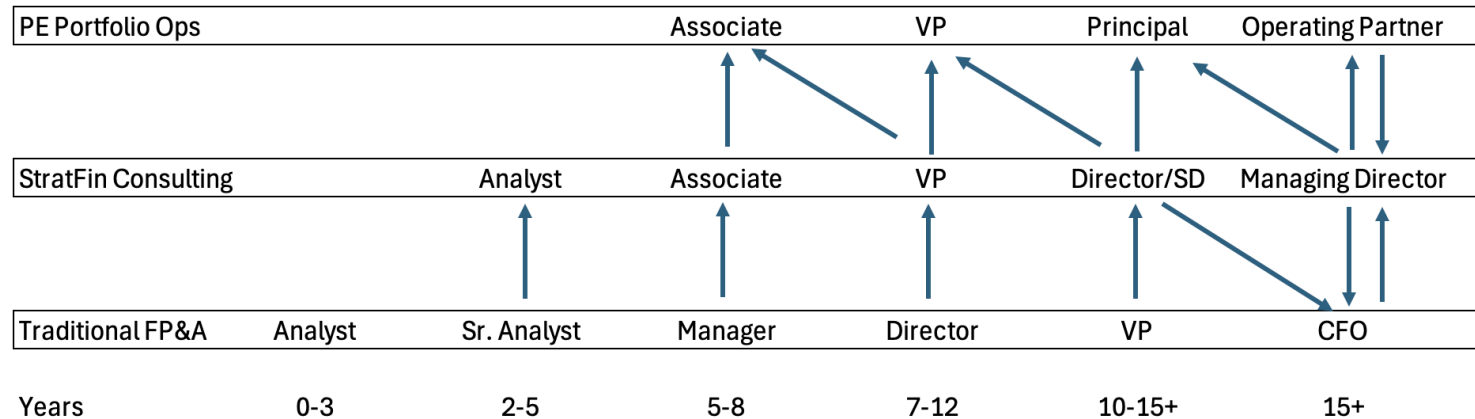 PE Portfolio Ops Associate VP Principal Operating Partner
StratFin Consulting Analyst Associate VP Director/SD Managing Director
Traditional FP&A Analyst Sr. Analyst Manager Director VP CFO
Years 0-3 2-5 5-8 7-12 10-15+ 15+